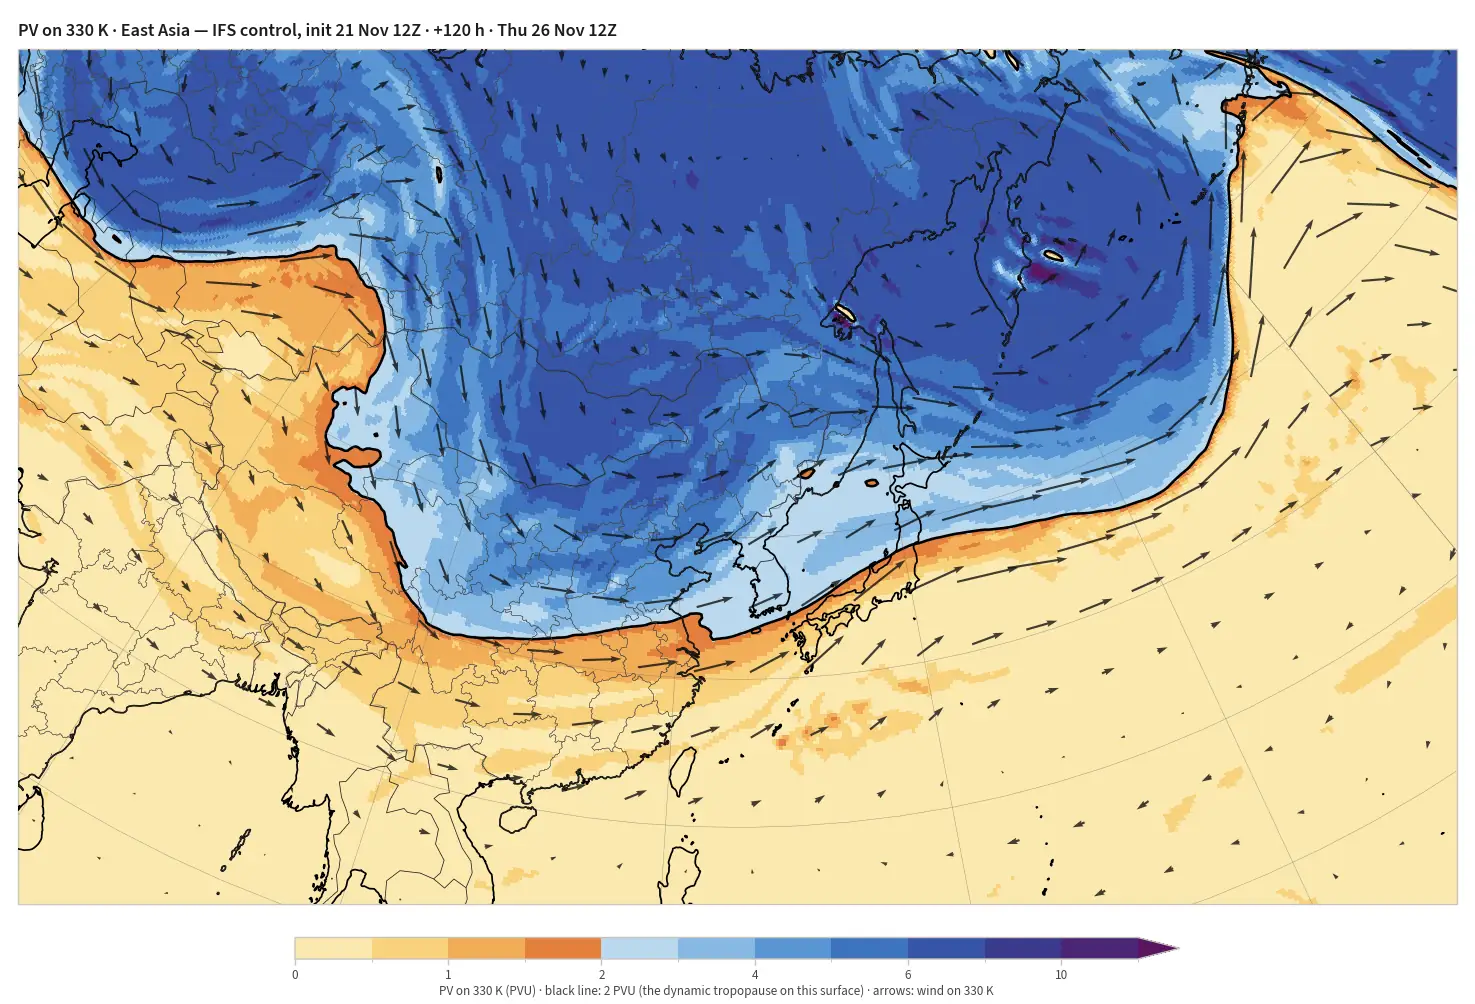 PV on 330 K · East Asia — IFS control, init 21 Nov 12Z · +120 h · Thu 26 Nov 12Z
0 1 2 4 6 10
PV on 330 K (PVU) · black line: 2 PVU (the dynamic tropopause on this surface) · arrows: wind on 330 K